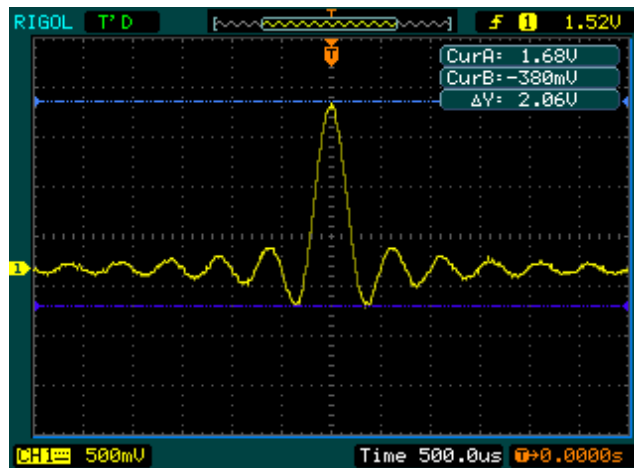 RIGOL T'D T f 1 1.52V
T
CurA: 1.68V
CurB:-380mV
ΔY: 2.06V
1
CH1 500mV Time 500.0us T→0.0000s